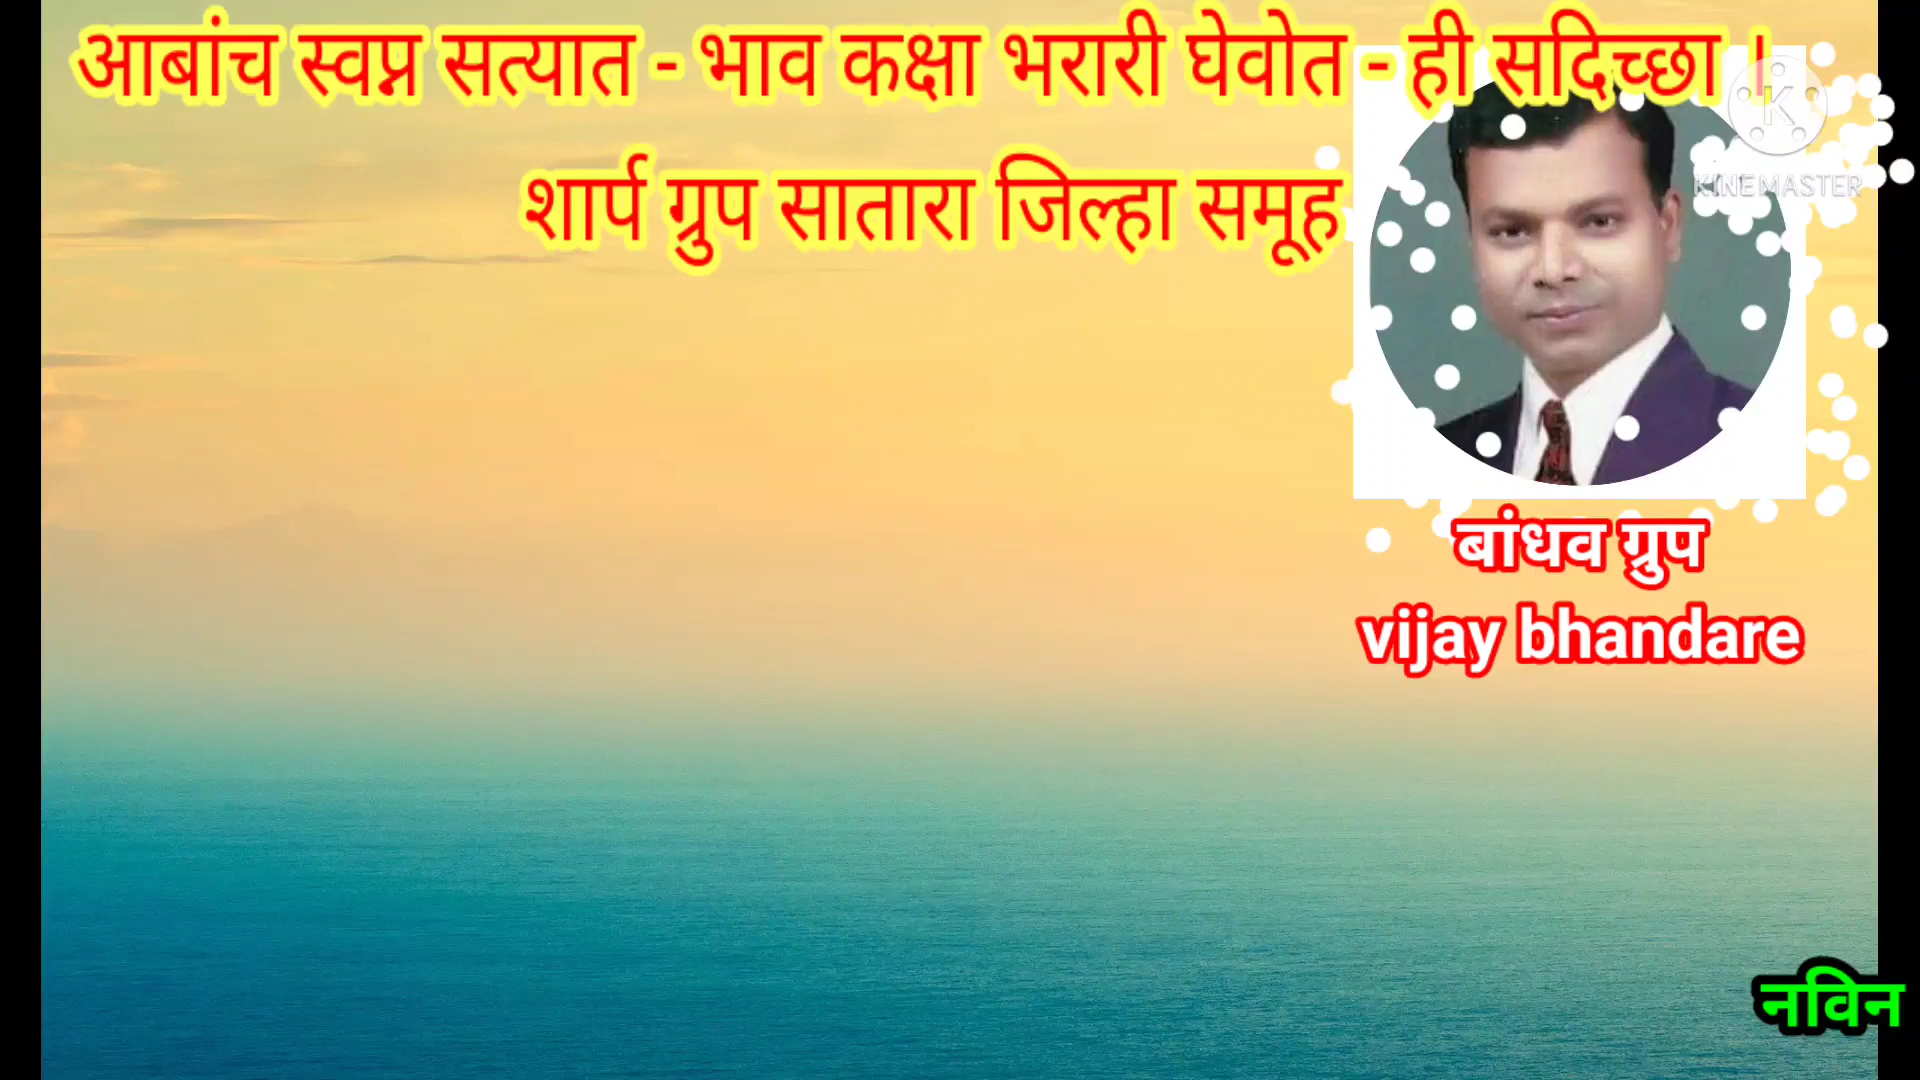 आबांच स्वप्न सत्यात - भाव कक्षा भरारी घेवोत - ही सदिच्छा ।
शार्प ग्रुप सातारा जिल्हा समूह
KINEMASTER
बांधव ग्रुप
vijay bhandare
नविन